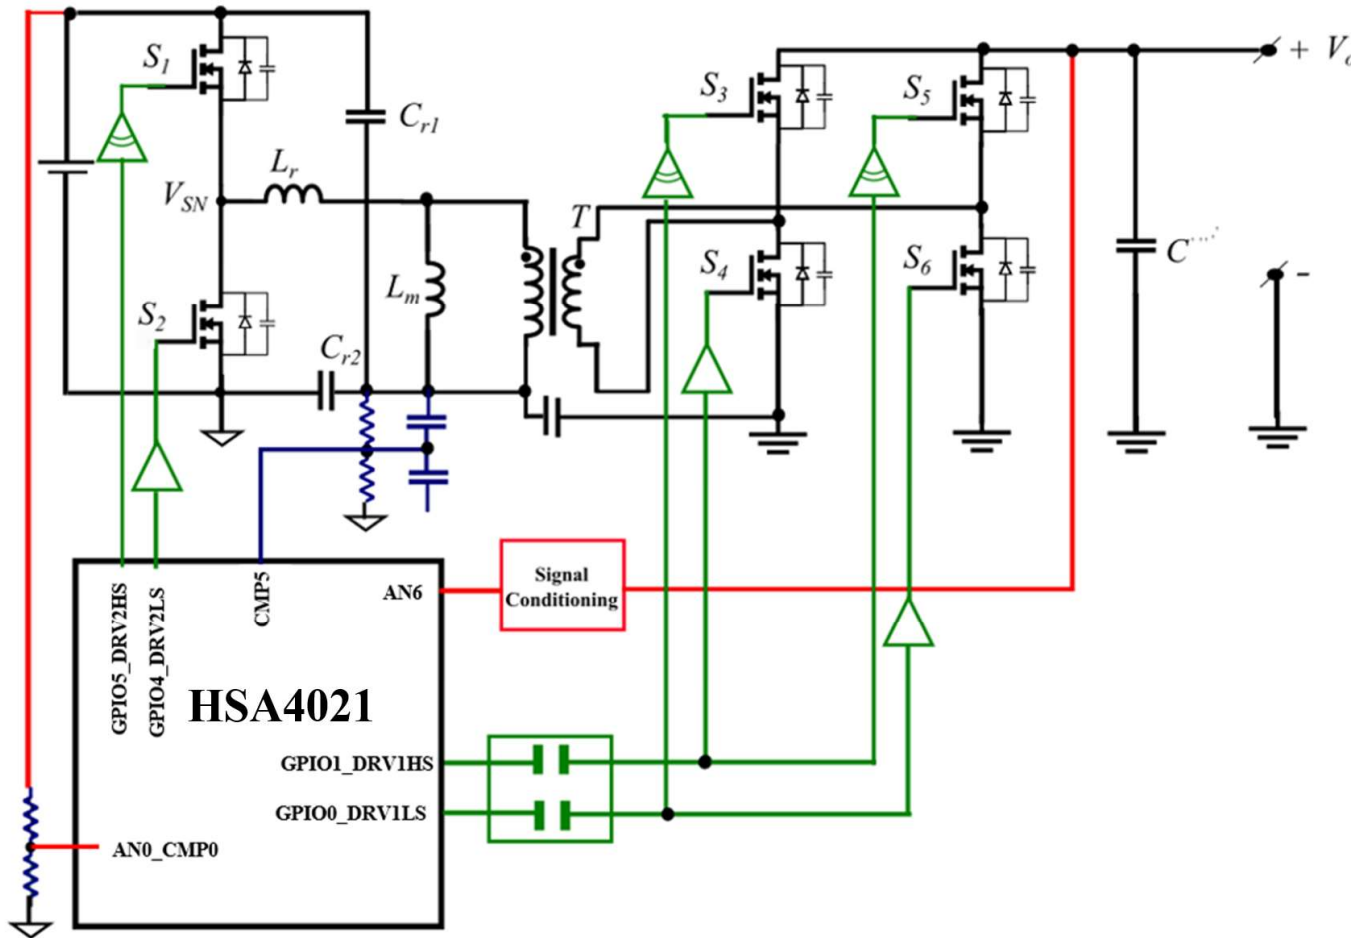 S1
Cr1
Lr
VSN
S2
Lm
Cr2
T
S3
S5
S4
S6
+ Vo
C
-
GPIO5_DRV2HS
GPIO4_DRV2LS
CMP5
AN6
Signal
Conditioning
HSA4021
GPIO1_DRV1HS
GPIO0_DRV1LS
AN0_CMP0